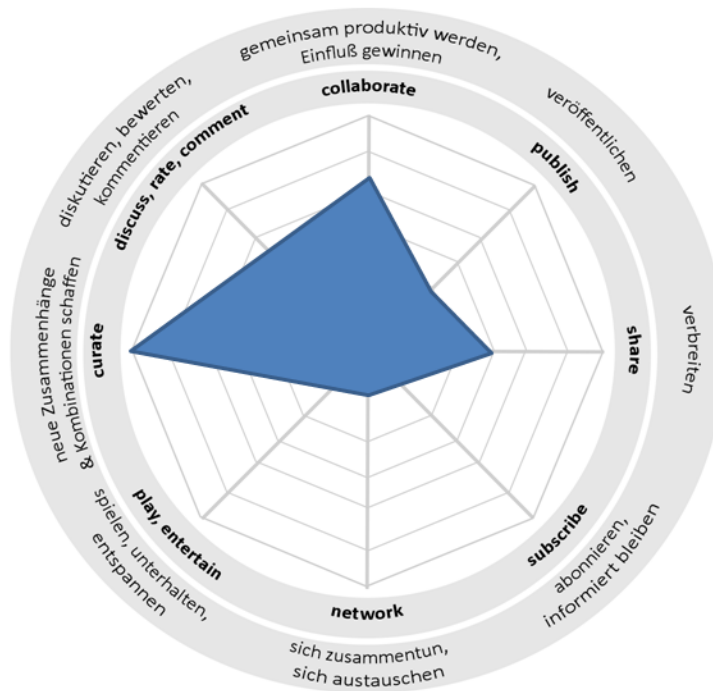 gemeinsam produktiv werden,
Einfluß gewinnen
collaborate
veröffentlichen
publish
verbreiten
share
abonnieren,
informiert bleiben
subscribe
sich zusammentun,
sich austauschen
network
spielen, unterhalten,
entspannen
play, entertain
neue Zusammenhänge
& Kombinationen schaffen
curate
diskutieren, bewerten,
kommentieren
discuss, rate, comment